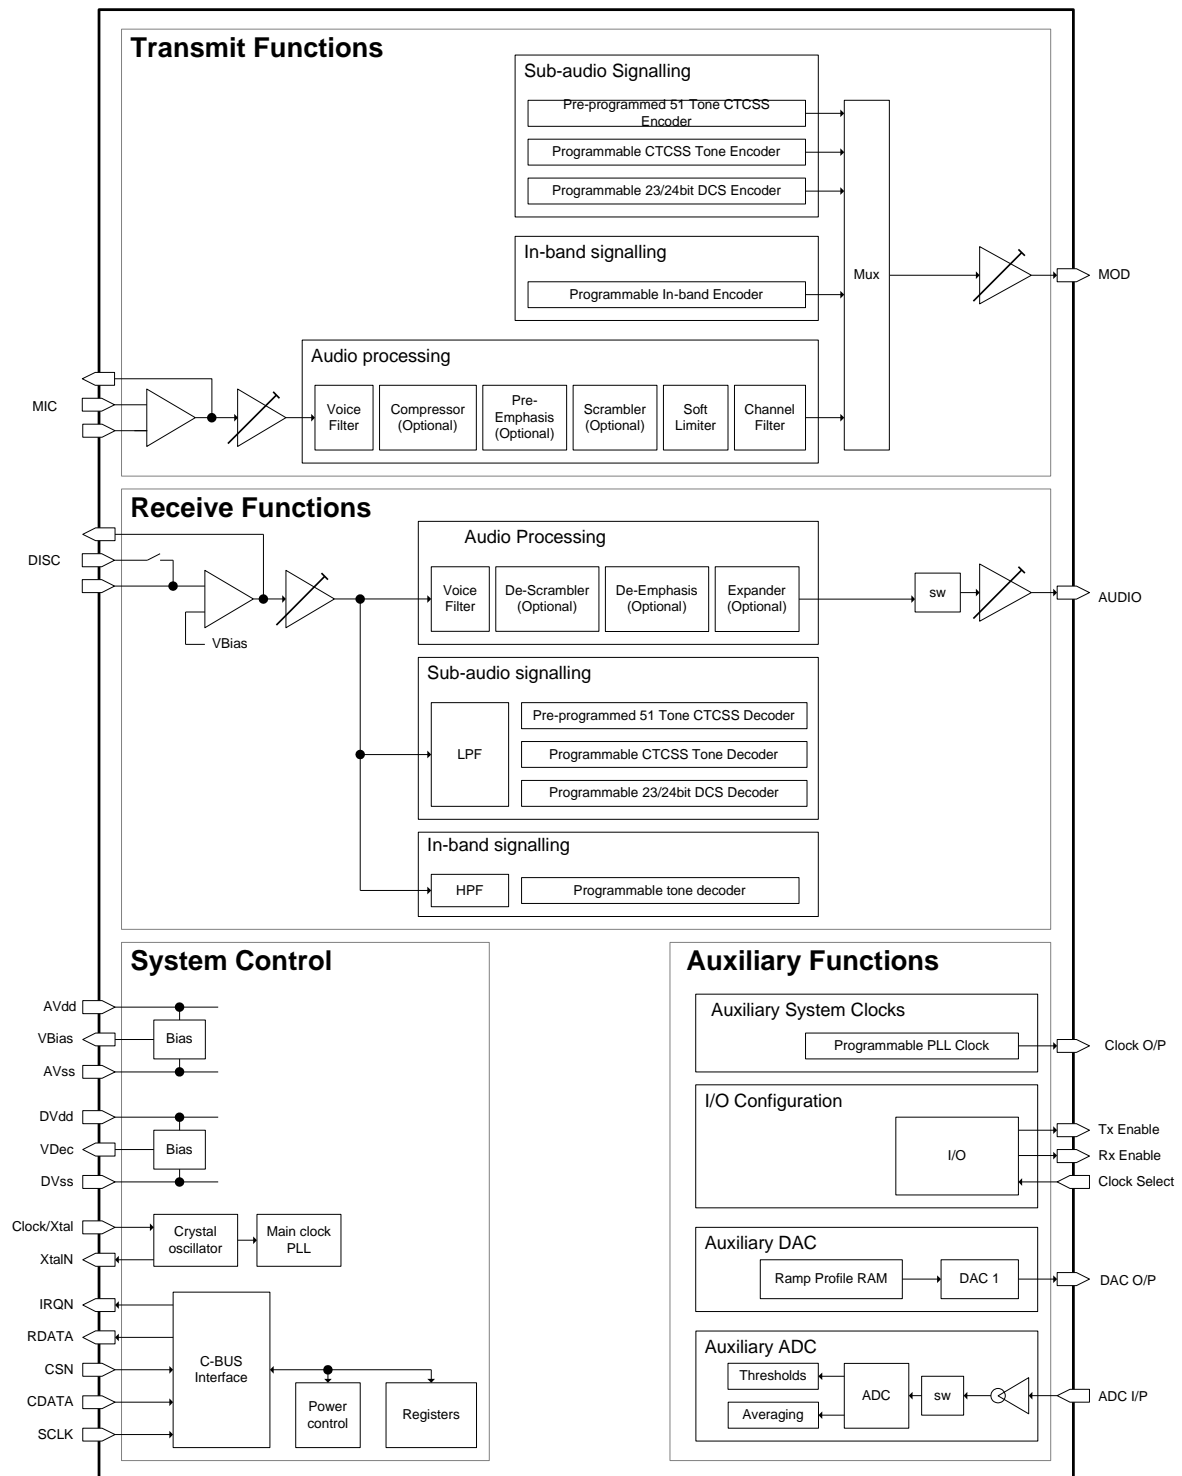 Transmit Functions
Sub-audio Signalling
Pre-programmed 51 Tone CTCSS
Encoder
Programmable CTCSS Tone Encoder
Programmable 23/24bit DCS Encoder
In-band signalling
Programmable In-band Encoder
Mux
MOD
Audio processing
MIC
Voice
Filter
Compressor
(Optional)
Pre-
Emphasis
(Optional)
Scrambler
(Optional)
Soft
Limiter
Channel
Filter
Receive Functions
Audio Processing
DISC
VBias
Voice
Filter
De-Scrambler
(Optional)
De-Emphasis
(Optional)
Expander
(Optional)
sw
AUDIO
Sub-audio signalling
LPF
Pre-programmed 51 Tone CTCSS Decoder
Programmable CTCSS Tone Decoder
Programmable 23/24bit DCS Decoder
In-band signalling
HPF
Programmable tone decoder
System Control
AVdd
VBias
Bias
AVss
DVdd
VDec
Bias
DVss
Clock/Xtal
XtalN
Crystal
oscillator
Main clock
PLL
IRQN
RDATA
CSN
CDATA
SCLK
C-BUS
Interface
Power
control
Registers
Auxiliary Functions
Auxiliary System Clocks
Programmable PLL Clock
Clock O/P
I/O Configuration
I/O
Tx Enable
Rx Enable
Clock Select
Auxiliary DAC
Ramp Profile RAM
DAC 1
DAC O/P
Auxiliary ADC
Thresholds
Averaging
ADC
sw
ADC I/P